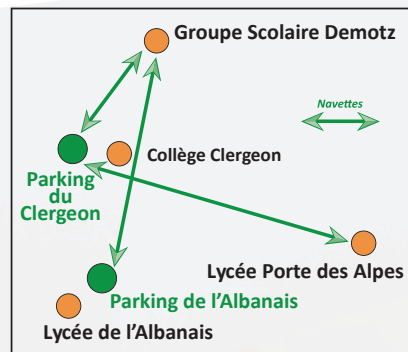 Groupe Scolaire Demotz
Navettes
Collège Clergeon
Parking
du
Clergeon
Lycée Porte des Alpes
Parking de l'Albanais
Lycée de l'Albanais